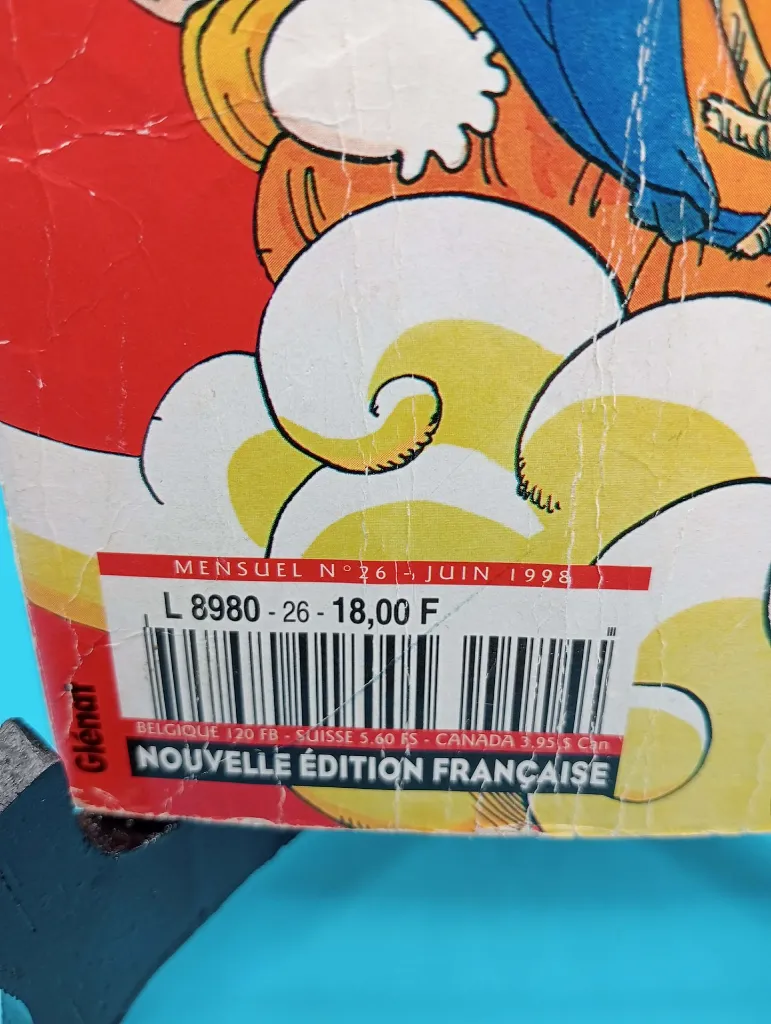 MENSUEL N° 26 - JUIN 1998
L 8980 - 26 - 18,00 F
BELGIQUE 120 FB - SUISSE 5.60 FS - CANADA 3.95 $ Can
NOUVELLE ÉDITION FRANÇAISE
Glénat